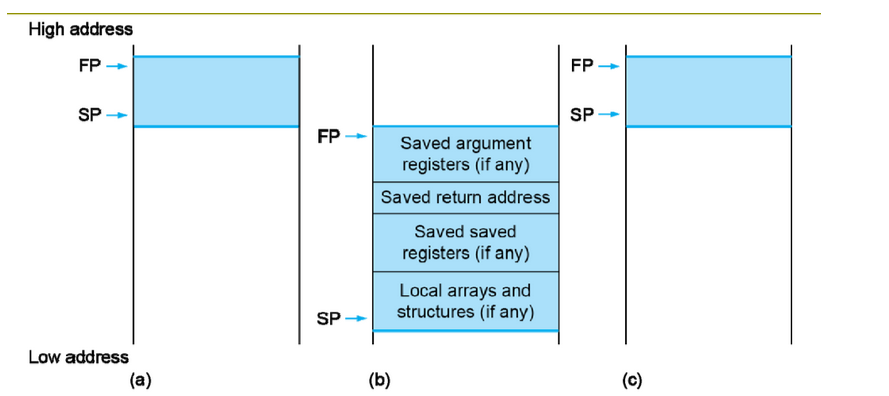 High address
FP
SP
FP
Saved argument
registers (if any)
Saved return address
Saved saved
registers (if any)
Local arrays and
structures (if any)
SP
FP
SP
Low address
(a)
(b)
(c)